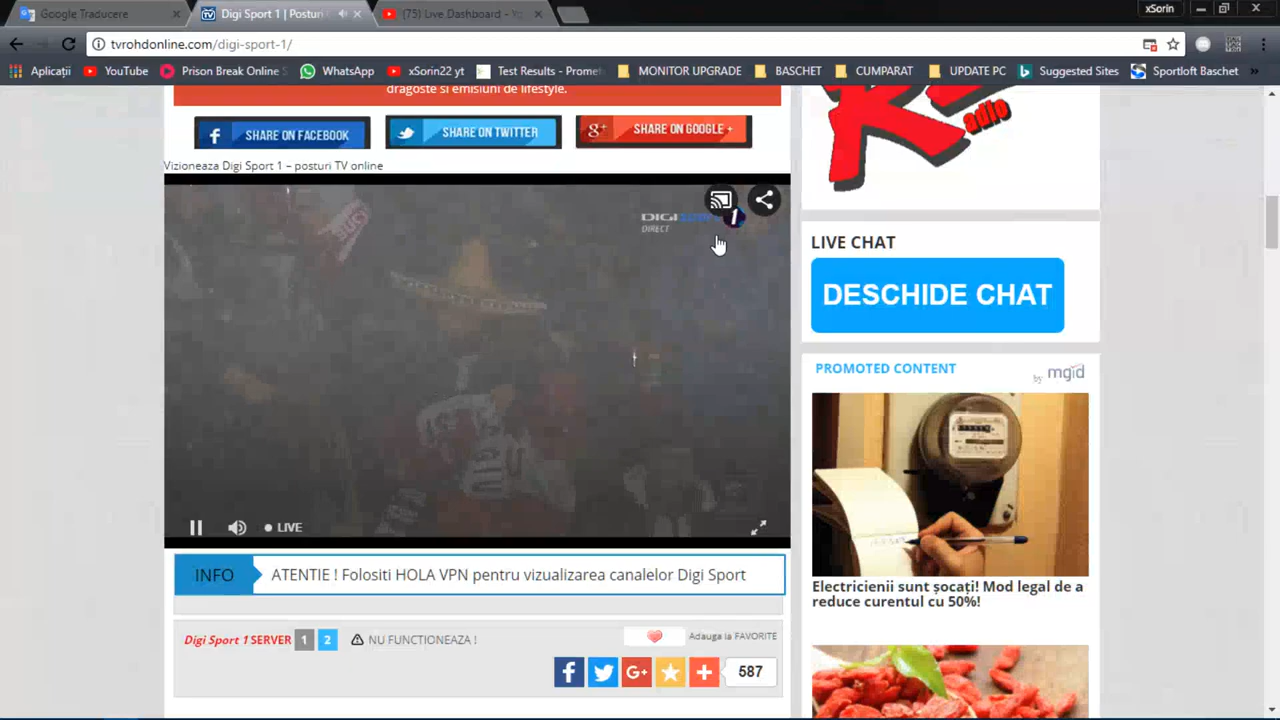 Google Traducere
Digi Sport 1 | Posturi
(75) Live Dashboard - Yo
xSorin
tvrohdonline.com/digi-sport-1/
Aplicații
YouTube
Prison Break Online S
WhatsApp
xSorin22 yt
Test Results - Promet
MONITOR UPGRADE
BASCHET
CUMPARAT
UPDATE PC
Suggested Sites
Sportloft Baschet
»
dragoste si emisiuni de lifestyle.
SHARE ON FACEBOOK
SHARE ON TWITTER
SHARE ON GOOGLE +
Vizioneaza Digi Sport 1 – posturi TV online
DIGI SPORT 1
DIRECT
LIVE
adio
LIVE CHAT
DESCHIDE CHAT
PROMOTED CONTENT
by mgid
Electricienii sunt șocați! Mod legal de a
reduce curentul cu 50%!
INFO
ATENTIE ! Folositi HOLA VPN pentru vizualizarea canalelor Digi Sport
Digi Sport 1 SERVER 1 2 NU FUNCTIONEAZA !
Adauga la FAVORITE
587